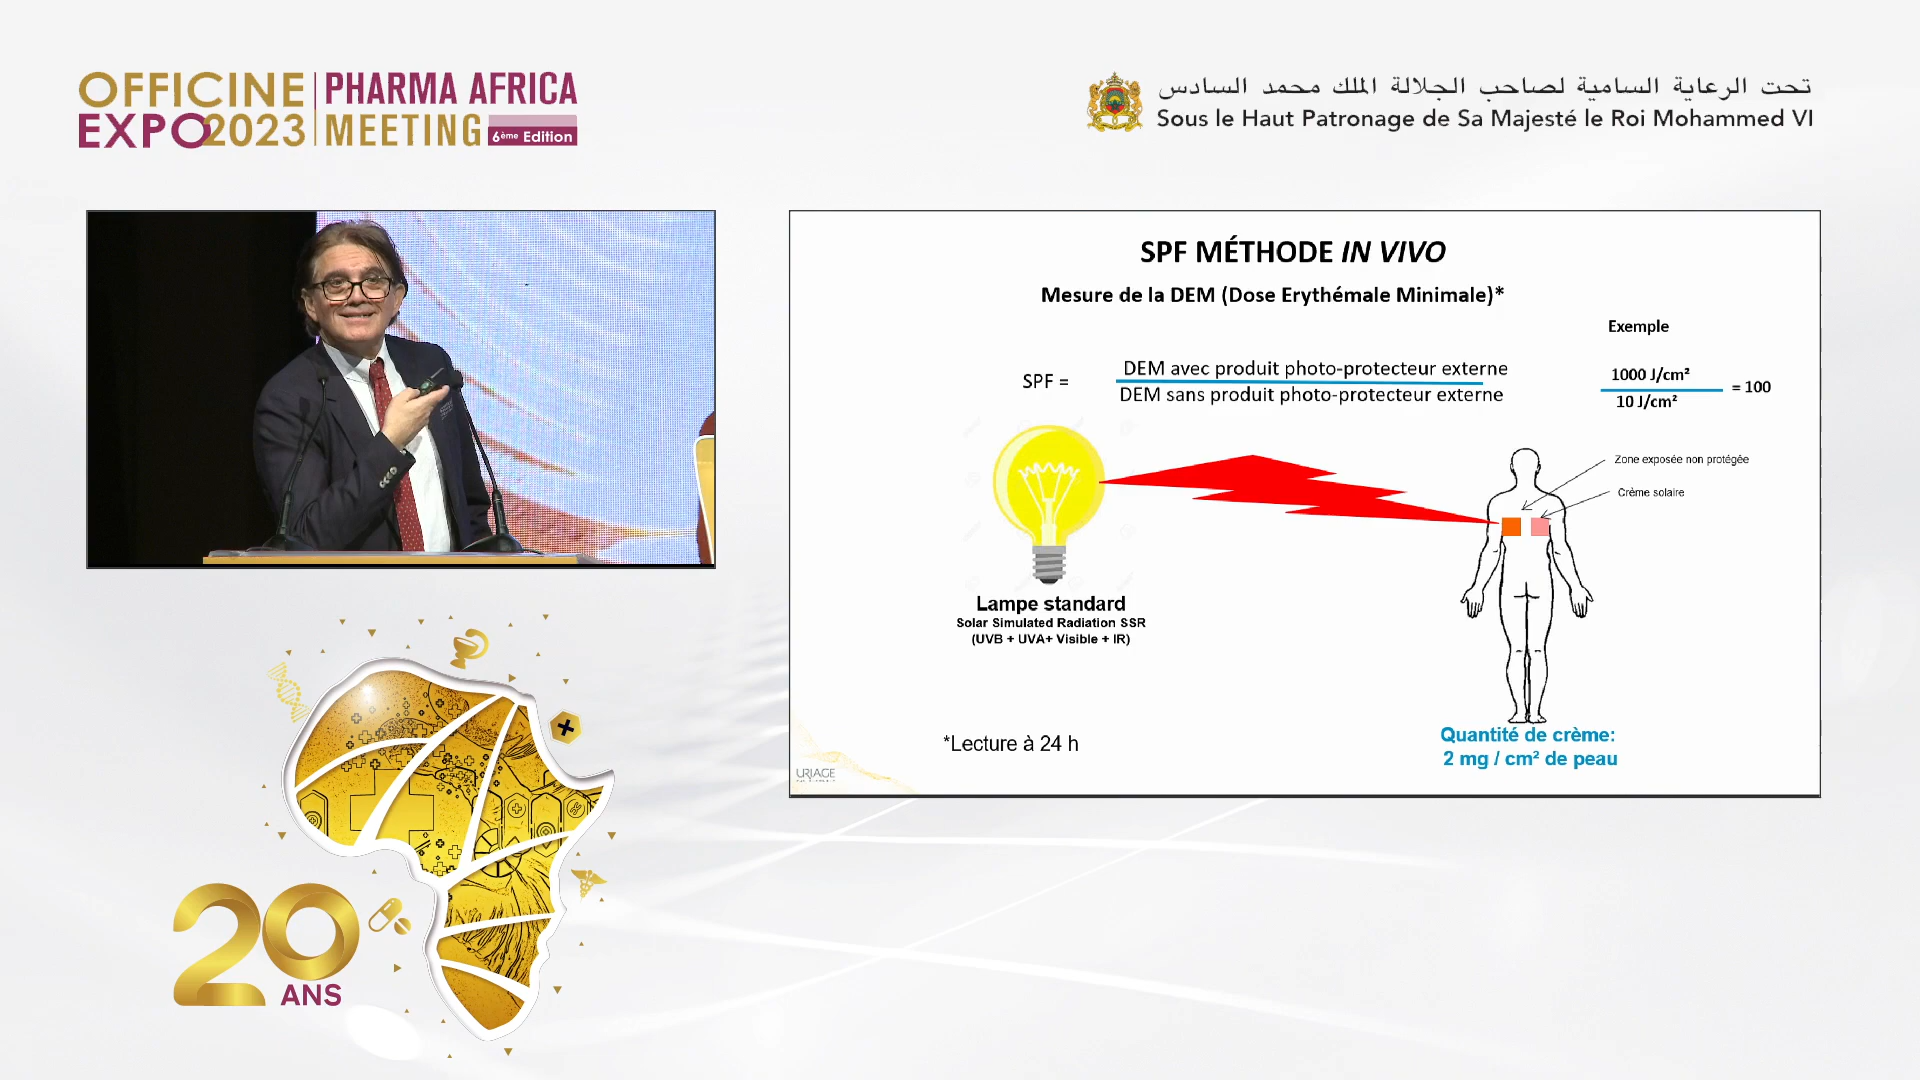 OFFICINE
EXPO2023
PHARMA AFRICA
MEETING
6ème Edition
تحت الرعاية السامية لصاحب الجلالة الملك محمد السادس
Sous le Haut Patronage de Sa Majesté le Roi Mohammed VI
SPF MÉTHODE IN VIVO
Mesure de la DEM (Dose Erythémale Minimale)*
Exemple
SPF =
DEM avec produit photo-protecteur externe
DEM sans produit photo-protecteur externe
1000 J/cm²
10 J/cm²
= 100
Zone exposée non protégée
Crème solaire
Lampe standard
Solar Simulated Radiation SSR
(UVB + UVA+ Visible + IR)
Quantité de crème:
2 mg / cm² de peau
*Lecture à 24 h
URIAGE
20
ANS